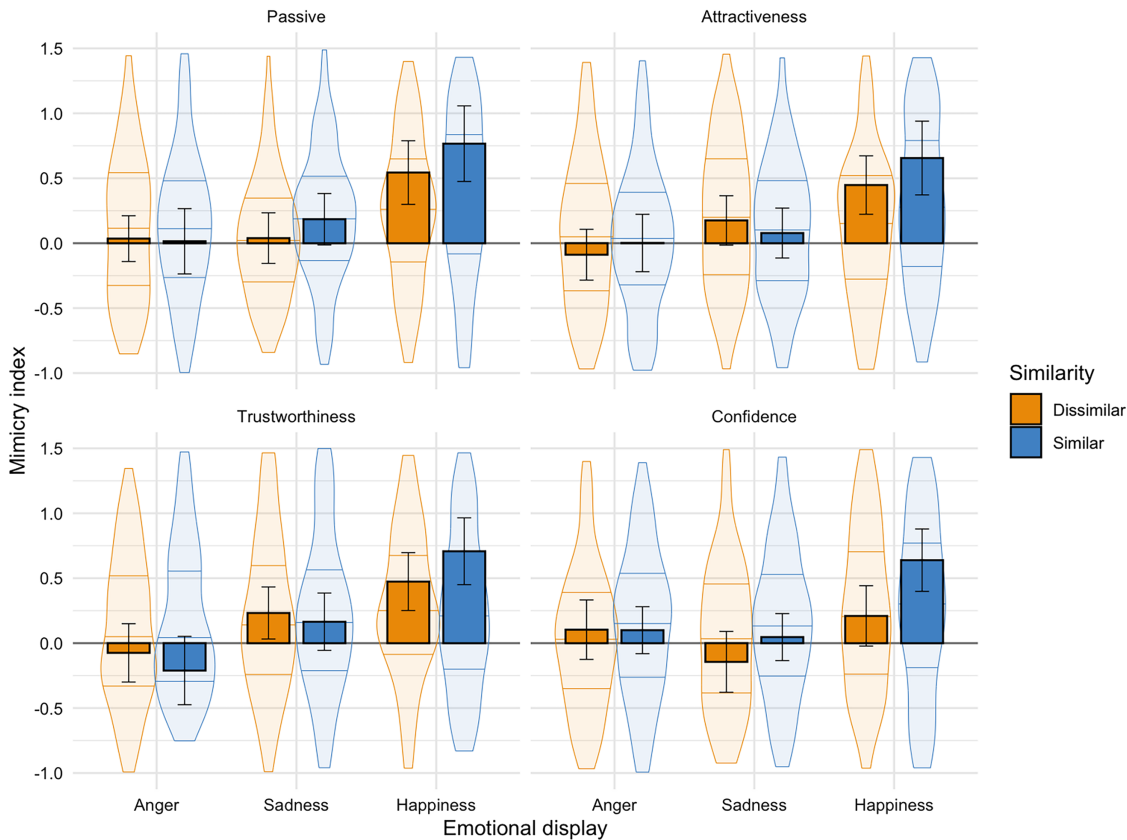 Passive
Attractiveness
1.5
1.0
0.5
0.0
-0.5
-1.0
Similarity
Dissimilar
Similar
Mimicry index
Trustworthiness
Confidence
1.5
1.0
0.5
0.0
-0.5
-1.0
Anger Sadness Happiness Anger Sadness Happiness
Emotional display